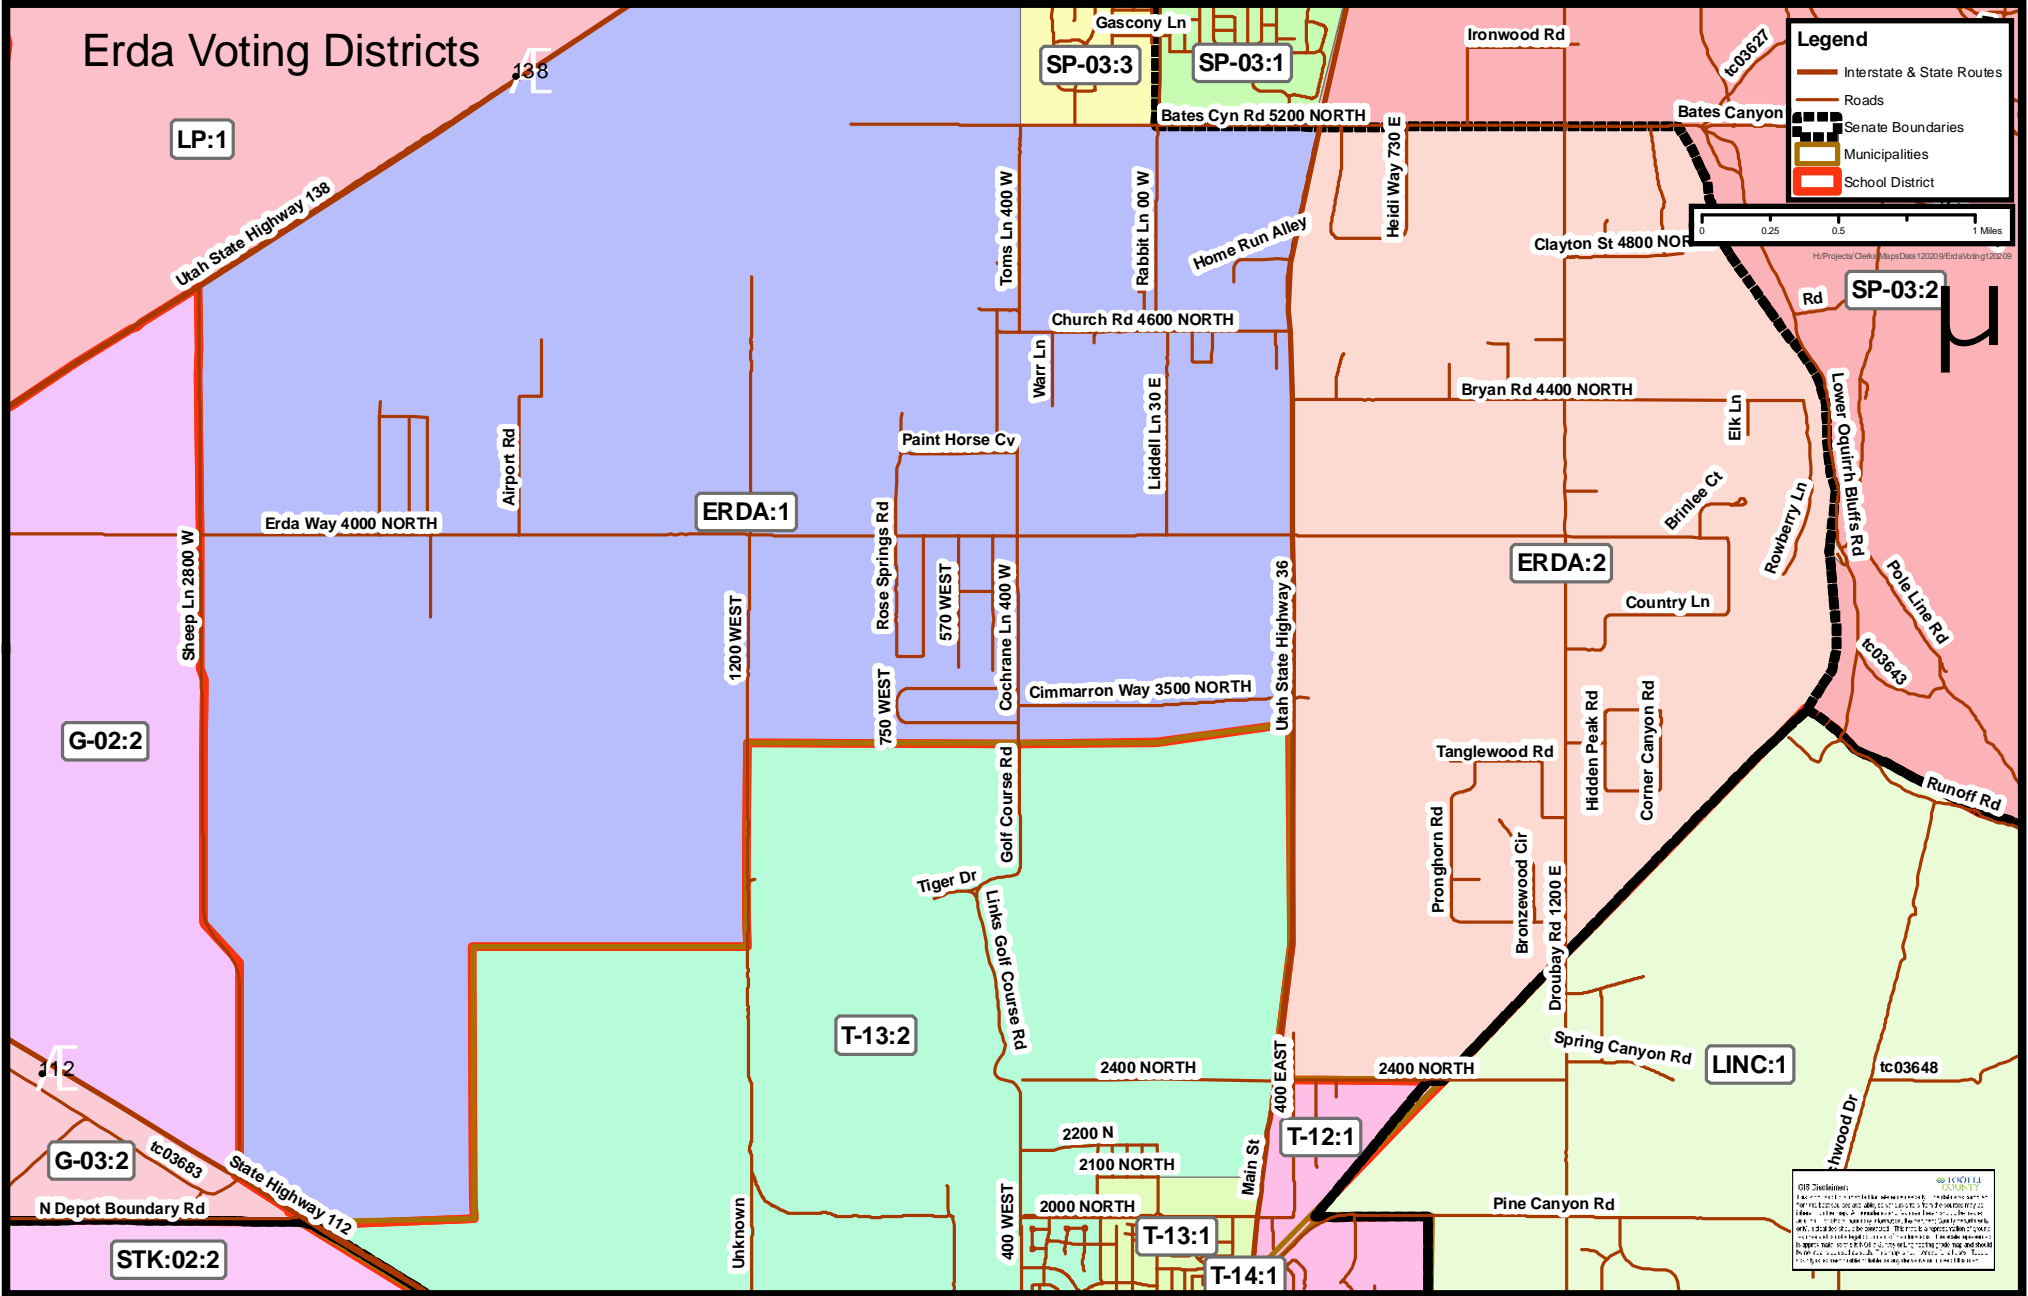 Erda Voting Districts
Gascony Ln
Ironwood Rd
tc03627
Legend
Interstate & State Routes
Roads
Senate Boundaries
Municipalities
School District
0 0.25 0.5 1 Miles
H:/Projects/Clerks/MapsData120209/ErdaVoting120209
138
SP-03:3
SP-03:1
LP:1
Bates Cyn Rd 5200 NORTH
Bates Canyon
Utah State Highway 138
Toms Ln 400 W
Rabbit Ln 00 W
Home Run Alley
Heidi Way 730 E
Clayton St 4800 NOR
SP-03:2
Rd
µ
Church Rd 4600 NORTH
Warr Ln
Liddell Ln 30 E
Bryan Rd 4400 NORTH
Elk Ln
Lower Oquirrh Bluffs Rd
Airport Rd
Paint Horse Cv
Brinlee Ct
Rowberry Ln
ERDA:1
Erda Way 4000 NORTH
Rose Springs Rd
ERDA:2
Sheep Ln 2800 W
1200 WEST
570 WEST
Cochrane Ln 400 W
Utah State Highway 36
Country Ln
Pole Line Rd
tc03643
750 WEST
Cimmarron Way 3500 NORTH
G-02:2
Golf Course Rd
Tanglewood Rd
Hidden Peak Rd
Corner Canyon Rd
Runoff Rd
Pronghorn Rd
Bronzewood Cir
Tiger Dr
Links Golf Course Rd
Droubay Rd 1200 E
T-13:2
Spring Canyon Rd
LINC:1
112
2400 NORTH
400 EAST
2400 NORTH
tc03648
T-12:1
2200 N
2100 NORTH
Main St
chwood Dr
G-03:2
tc03683
State Highway 112
N Depot Boundary Rd
STK:02:2
Unknown
400 WEST
2000 NORTH
T-13:1
T-14:1
Pine Canyon Rd
GIS Disclaimer:
TOOELE
COUNTY